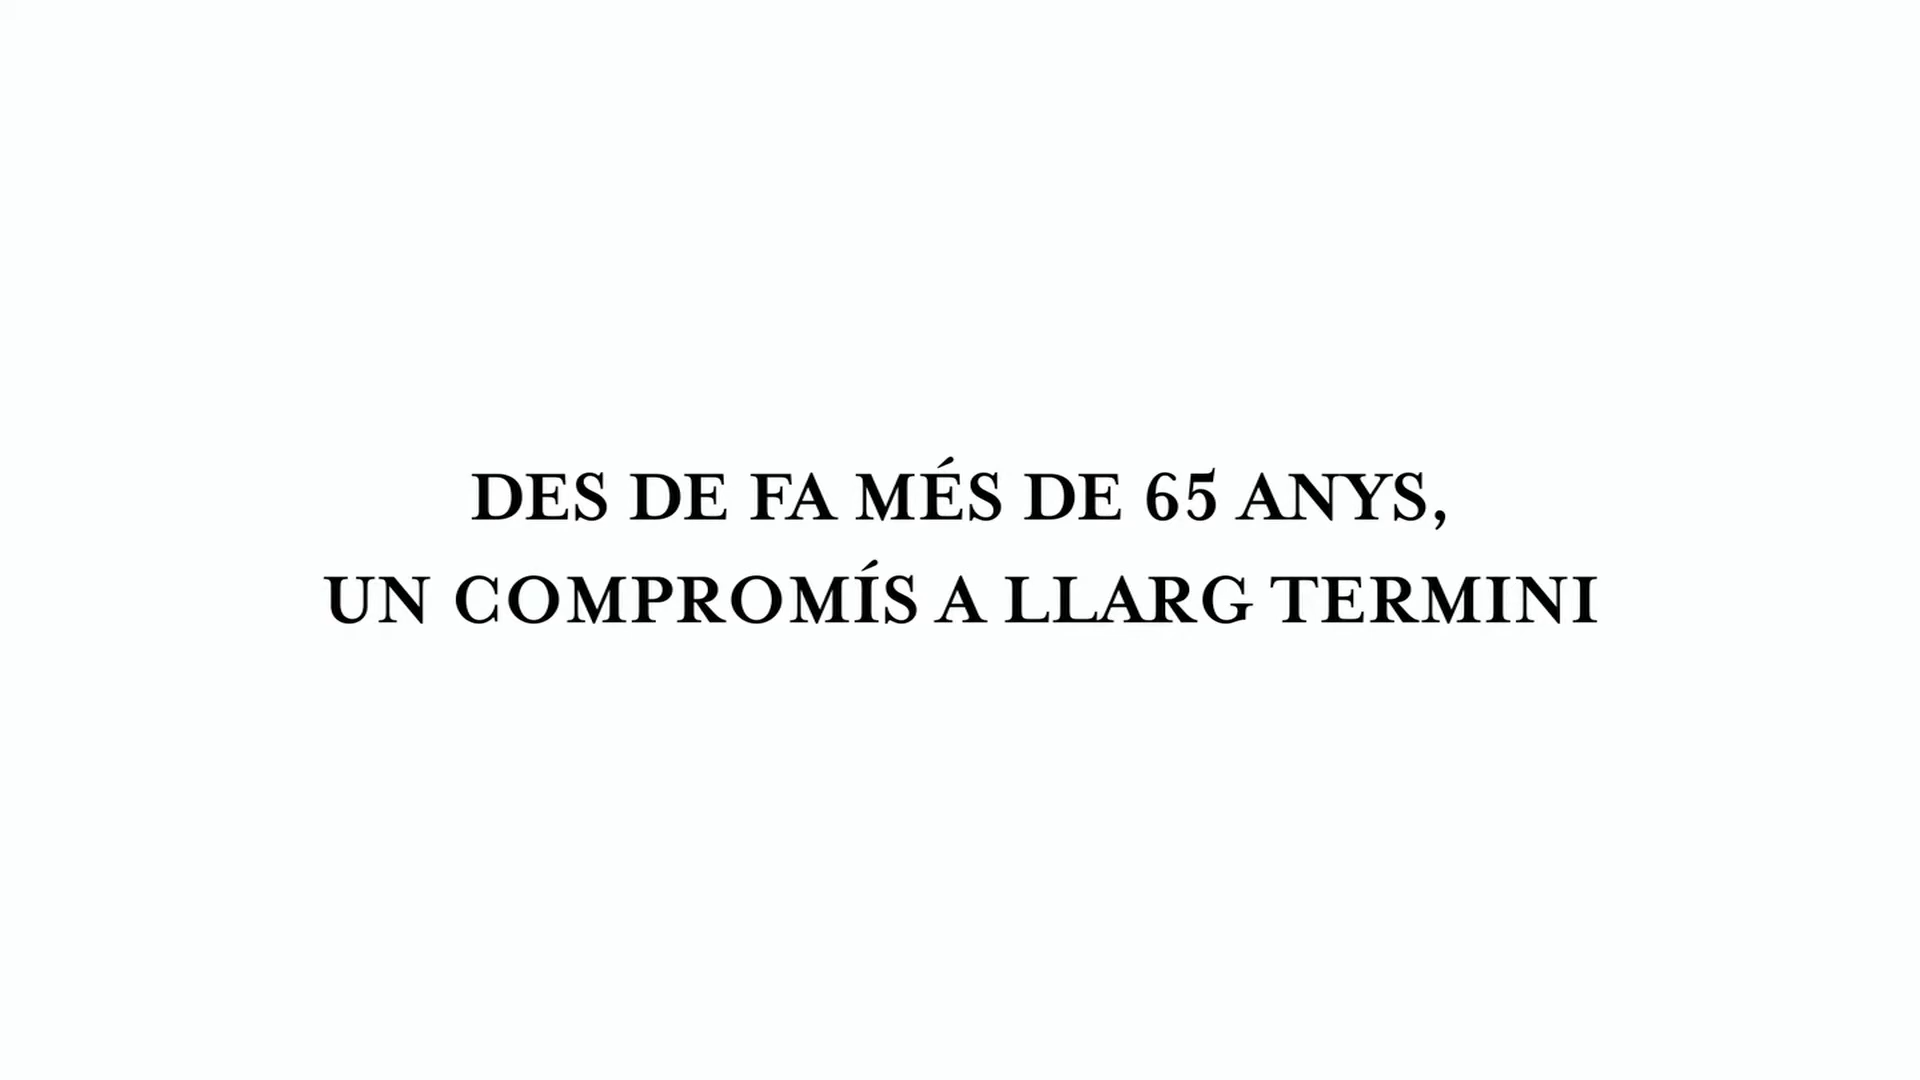 DES DE FA MÉS DE 65 ANYS,
UN COMPROMÍS A LLARG TERMINI